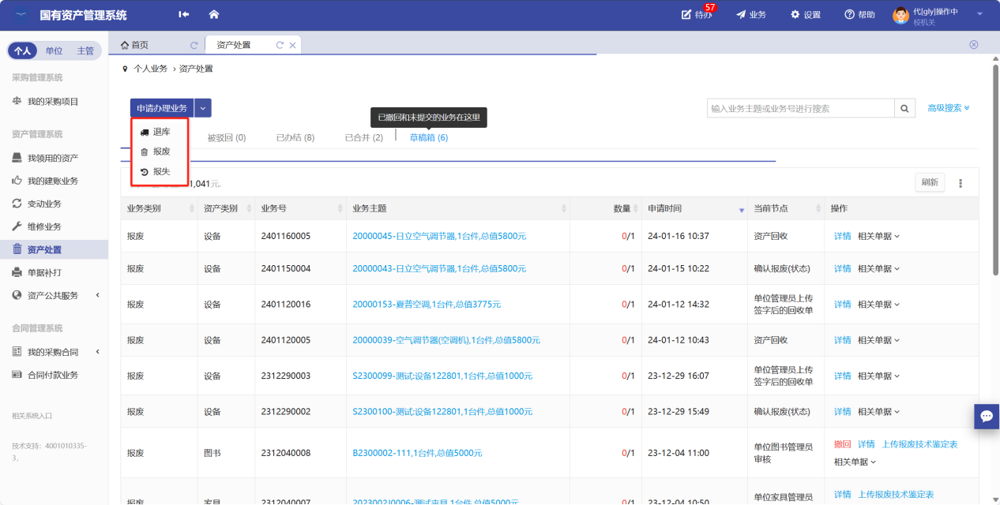 国有资产管理系统
待办
57
业务
设置
帮助
代[gly]操作中
校机关
个人
单位
主管
首页
资产处置
采购管理系统
我的采购项目
资产管理系统
我领用的资产
我的建账业务
变动业务
维修业务
资产处置
单据补打
资产公共服务
合同管理系统
我的采购合同
合同付款业务
相关系统入口
技术支持：4001010335-
3,
个人业务 › 资产处置
申请办理业务
退库
报废
报失
输入业务主题或业务号进行搜索
高级搜索
已撤回和未提交的业务在这里
被驳回 (0)
已办结 (8)
已合并 (2)
草稿箱 (6)
1,041元.
刷新
业务类别 资产类别 业务号 业务主题 数量 申请时间 当前节点 操作
报废 设备 2401160005 20000045-日立空气调节器,1台件,总值5800元 0/1 24-01-16 10:37 资产回收 详情 相关单据
报废 设备 2401150004 20000043-日立空气调节器,1台件,总值5800元 0/1 24-01-15 10:22 确认报废(状态) 详情 相关单据
报废 设备 2401120016 20000153-夏普空调,1台件,总值3775元 0/1 24-01-12 14:32 单位管理员上传 详情 相关单据
签字后的回收单
报废 设备 2401120005 20000039-空气调节器(空调机),1台件,总值5800元 0/1 24-01-12 10:43 资产回收 详情 相关单据
报废 设备 2312290003 S2300099-测试:设备122801,1台件,总值1000元 0/1 23-12-29 16:07 单位管理员上传 详情 相关单据
签字后的回收单
报废 设备 2312290002 S2300100-测试:设备122801,1台件,总值1000元 0/1 23-12-29 15:49 确认报废(状态) 详情 相关单据
报废 图书 2312040008 B2300002-111,1台件,总值5000元 0/1 23-12-04 11:00 单位图书管理员 撤回 详情 上传报废技术鉴定表
审核 相关单据
报废 家具 2312040007 2023002J0006-测试夹具,1台件,总值5000元 0/1 23-12-04 10:50 单位家具管理员 详情 上传报废技术鉴定表